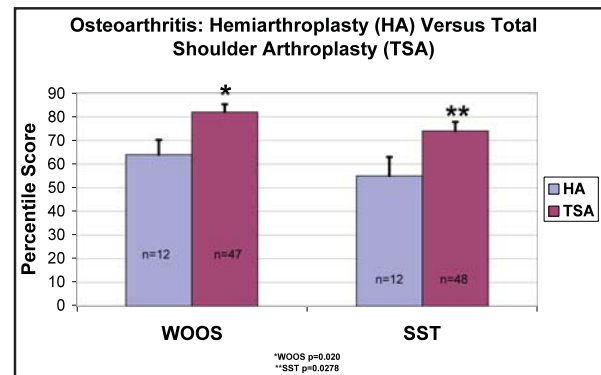 Osteoarthritis: Hemiarthroplasty (HA) Versus Total
Shoulder Arthroplasty (TSA)
Percentile Score
90
80
70
60
50
40
30
20
10
0
*
**
n=12
n=47
n=12
n=48
WOOS
SST
HA
TSA
*WOOS p=0.020
**SST p=0.0278